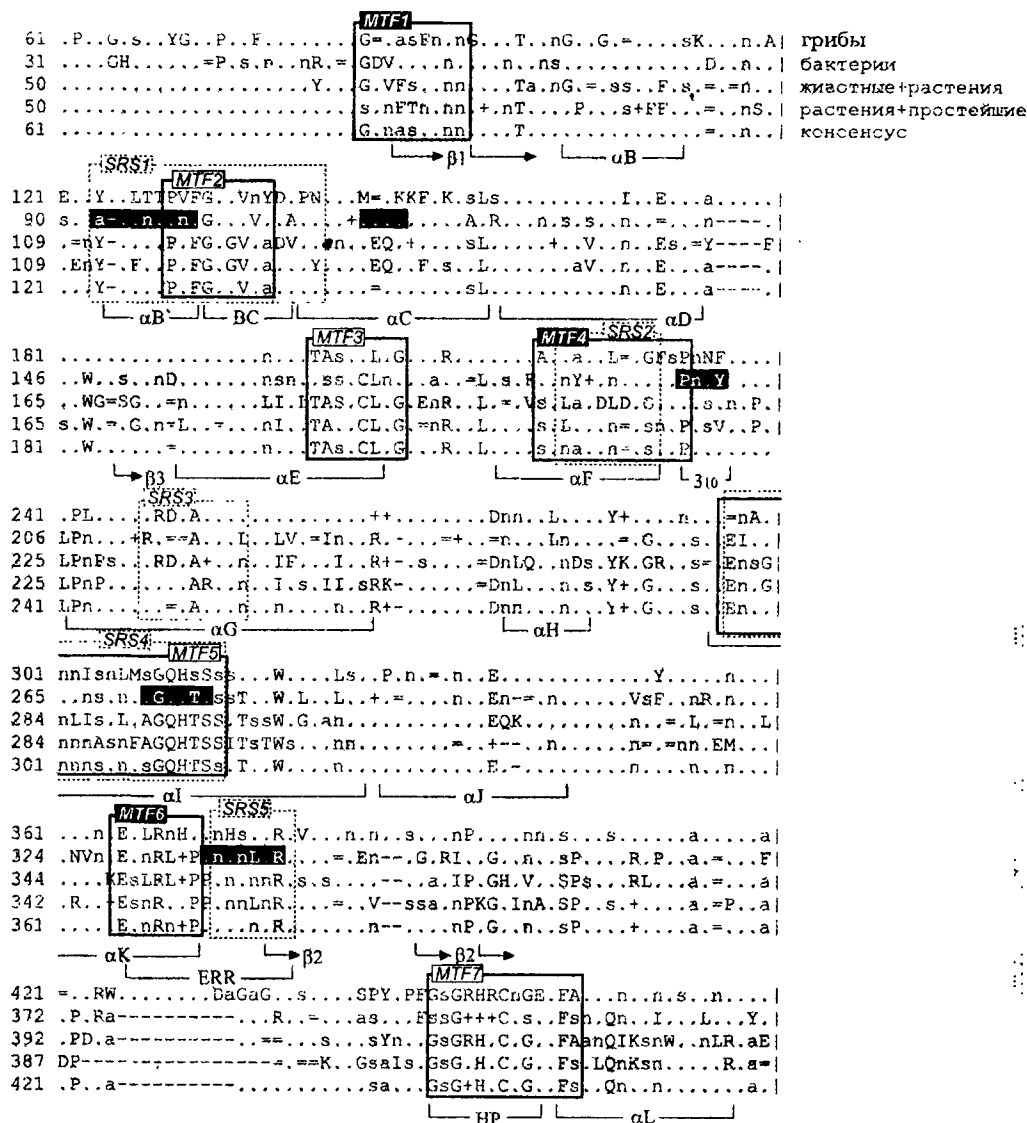 MTF1
61 .P..G.s..YG..P..F.........G=.asFn.nG...T..nG..G.=.....sK...n.A| грибы
31 ......GH....=P.s.n..nR.=..GDV....n....n...ns............D..n..| бактерии
50 .....................Y....G.VFs..nn...Ta.nG.=.ss..F.s.=.=n..| животные+растения
50 ..........................s.nFTn.nn.+.nT....P...s+FF..=..nS.| растения+простейшие
61 ..........................G.nas..nn....T..............=..n..| консенсус
β1 αB
SRS1
MTF2
121 E..Y..LTTPVFG..VnYD.PN...M=.KKF.K.sLs.........I..E...a....|
90 s..a-..n..n.G...V..A....+.........A.R..n.s.s..n..=...n----.|
109 .=nY-...P.FG.GV.aDV..n..EQ.+.....sL....+..V..n...Es.=Y----F|
109 .EnY-.F..P.FG.GV.a...Y...EQ..F.s..L......aV..n...E..a-----.|
121 ...Y-....P.FG..V.a.......=.......sL..........n..E...a-----.|
αB` BC αC αD
MTF3
MTF4
SRS2
181 ................n...TAs..L.G...R........A..a..L=.GFsPnNF....|
146 ..W..s..nD......nsn..ss.CLn...a..=L.s.R..nY+.n.....Pn.Y....|
165 ..WG=SG..=n......LI.ITAS.CL.G.EnR..L..=.Vs.La.DLD.G....s.n.P.|
165 s.W.=.G.n=L..=...nI..TA..CL.G.=nR..L....s.L...n=.sn.P.sV..P.|
181 ..W......=......n...TAS.CL.G...R..L....s.na..n=.s..P.......|
β3 αE αF 3₁₀
SRS3
241 .PL.....RD.A..............++.......Dnn..L....Y+....n...=nA.|
206 LPn....+R.==A...L..LV.=In..R.-...=+..=n...Ln...=.G...s..EI..|
225 LPnPs...RD.A+..n...IF...I..R+-.s....=DnLQ..nDs.YK.GR..s=EnsG|
225 LPnP......AR..n..I.s.II.sRK-......=DnL...n.s.Y+.G...s..En.G|
241 LPn.....=.A...n......n..n..R+-......Dnn...n...Y+.G...s..En..|
αG αH
SRS4
MTF5
301 nnIsnLMsGQHsSs...W....Ls..P.n.=.n..E...........Y....n...|
265 ..ns.n..G..T.ssT..W.L..L..+.=....n...En-=.n.....VsF..nR.n..|
284 nLIs.L.AGQHTSS.TssW.G.an..........EQK.......n..=.L.=n..L|
284 nnnAsnFAGQHTSSITsTWs...nn........=..+--..n.....n=.=nn.EM...|
301 nnns.n.sGQHTSs.T..W...n...........E.-.......n....n..n...|
αI αJ
MTF6
SRS5
361 ...n.E.LRnH..nHs..R.V...n.n...s...nP....nn.s..s.....a....a|
324 .NVn.E.nRL+P.n.nL.R....=.En--..G.RI..G..n..sP....R.P..a.=..F|
344 ....KEsLRL+PP.n.nnR.s.s....--...a.IP.GH.V..SPs...RL...a.=..a|
342 .R..+EsnR..PP.nnLnR...=..V--ssa.nPKG.InA.SP..s.+....a.=P..a|
361 .....E.nRn+P....n.R......n--....n.P.G..n...sP....+....a.=..a|
αK ERR β2 β2
MTF7
421 =..RW........DaGaG..s....SPY.PFGsGRHRCnGE.FA...n..n.s..n....|
372 .P.Ra----------...R..=...as...FssG+++C.s..Fsn.Qn..I...L..Y.|
392 .PD.a----------...==...s...sYn..GsGRH.C.G..FAanQIKsnW..nLR.aE|
387 DP---------------.==K..GsaIs.GsG.H.C.G..Fs.LQnKsn......R.a=|
421 .P..a----------..........sa...GsG+H.C.G..Fs..Qn..n.......a.|
HP αL